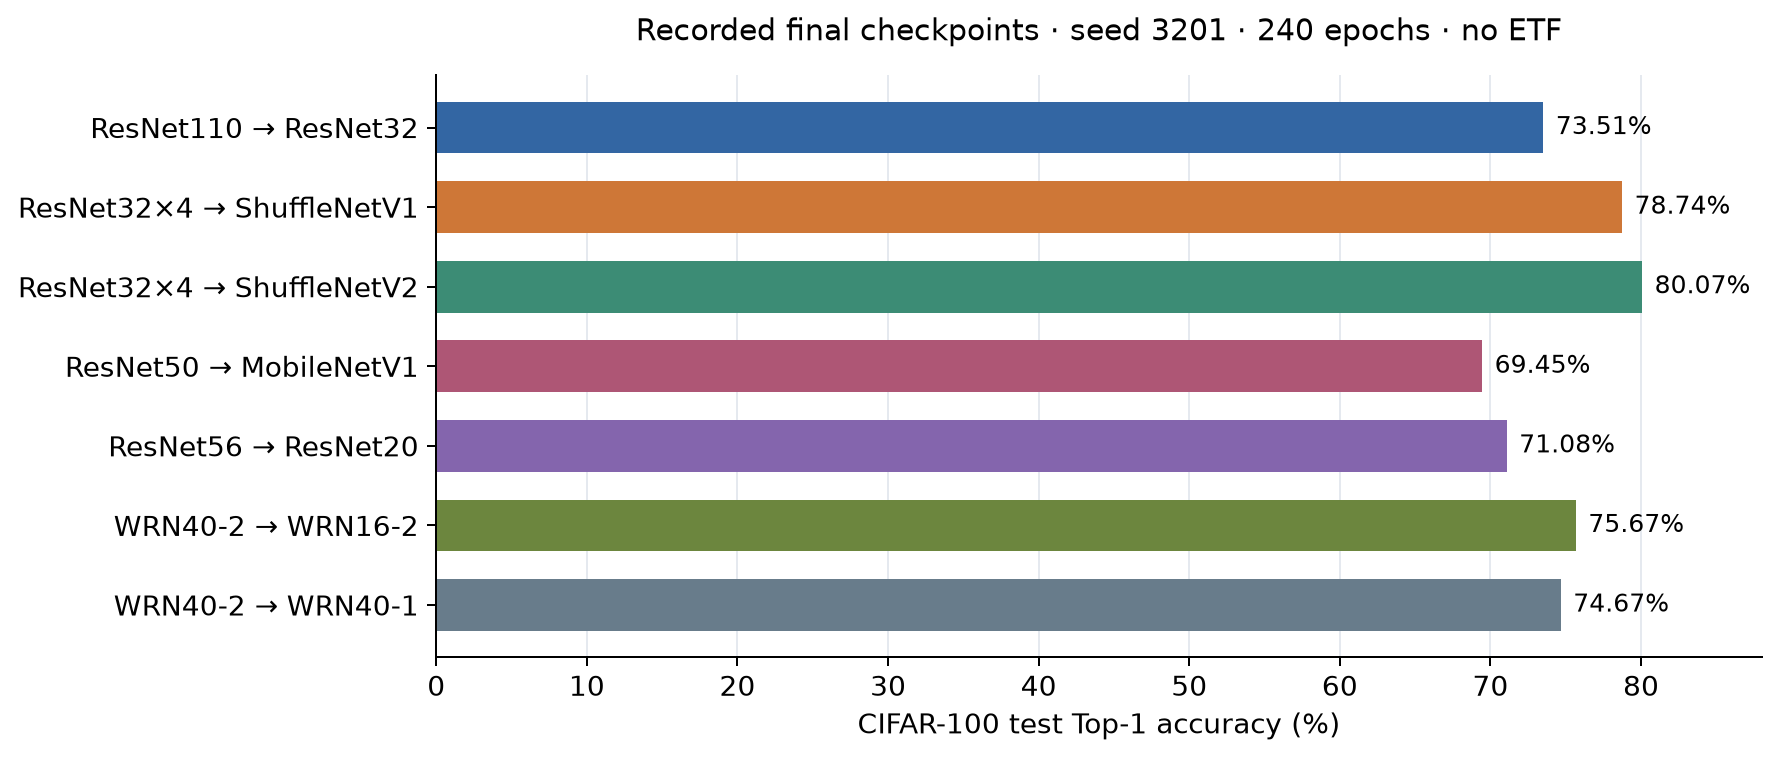 Recorded final checkpoints · seed 3201 · 240 epochs · no ETF
ResNet110 → ResNet32 73.51%
ResNet32×4 → ShuffleNetV1 78.74%
ResNet32×4 → ShuffleNetV2 80.07%
ResNet50 → MobileNetV1 69.45%
ResNet56 → ResNet20 71.08%
WRN40-2 → WRN16-2 75.67%
WRN40-2 → WRN40-1 74.67%
0 10 20 30 40 50 60 70 80
CIFAR-100 test Top-1 accuracy (%)